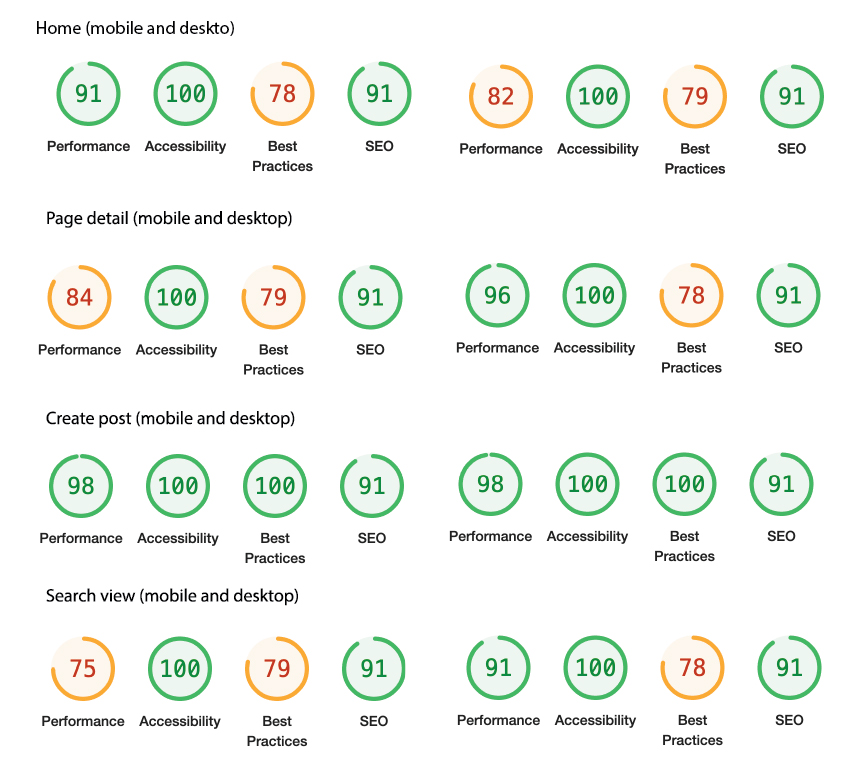 Home (mobile and deskto)
91 100 78 91 82 100 79 91
Performance Accessibility Best Practices SEO Performance Accessibility Best Practices SEO
Page detail (mobile and desktop)
84 100 79 91 96 100 78 91
Performance Accessibility Best Practices SEO Performance Accessibility Best Practices SEO
Create post (mobile and desktop)
98 100 100 91 98 100 100 91
Performance Accessibility Best Practices SEO Performance Accessibility Best Practices SEO
Search view (mobile and desktop)
75 100 79 91 91 100 78 91
Performance Accessibility Best Practices SEO Performance Accessibility Best Practices SEO